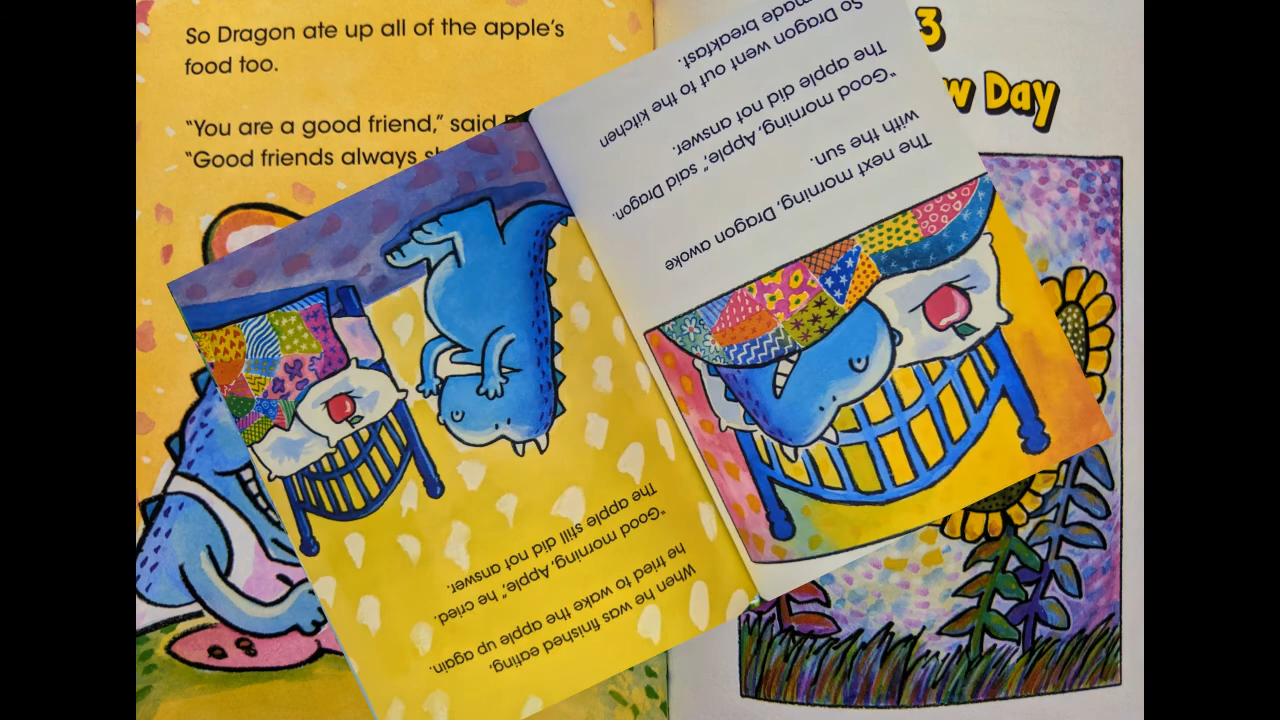 So Dragon ate up all of the apple's
food too.
“You are a good friend,” said
“Good friends always
3
Day
The next morning, Dragon awoke
with the sun.
“Good morning, Apple,” said Dragon.
The apple did not answer.
So Dragon went out to the kitchen
made breakfast.
When he was finished eating,
he tried to wake the apple up again.
“Good morning, Apple,” he cried.
The apple still did not answer.